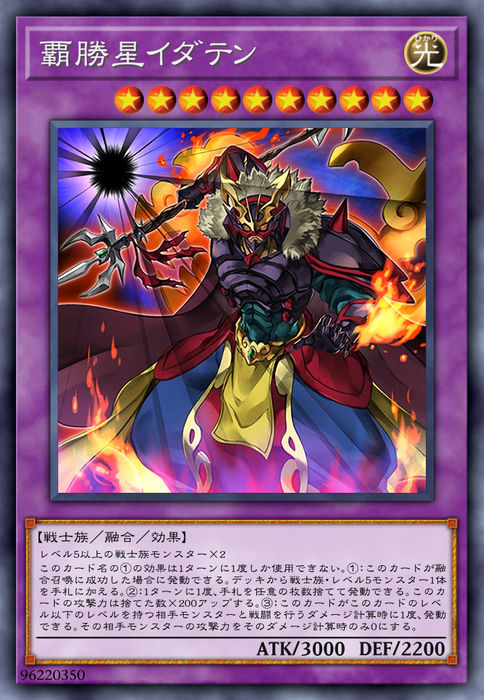 覇勝星イダテン
ひかり
光
【戦士族／融合／効果】
レベル5以上の戦士族モンスター×2
このカード名の①の効果は1ターンに1度しか使用できない。①：このカードが融
合召喚に成功した場合に発動できる。デッキから戦士族・レベル5モンスター1体
を手札に加える。②：1ターンに1度、手札を任意の枚数捨てて発動できる。このカ
ードの攻撃力は捨てた数×200アップする。③：このカードがこのカードのレベ
ル以下のレベルを持つ相手モンスターと戦闘を行うダメージ計算時に1度、発動
できる。その相手モンスターの攻撃力をそのダメージ計算時のみ0にする。
ATK/3000 DEF/2200
96220350